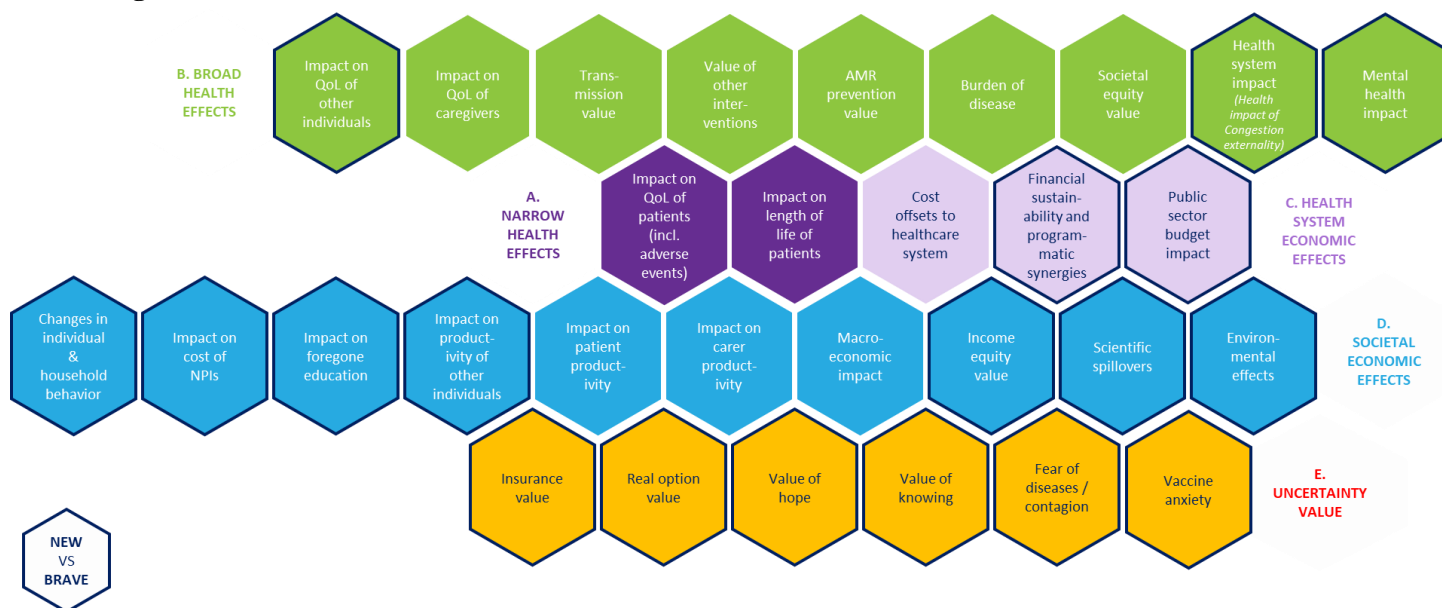 B. BROAD
HEALTH
EFFECTS
Impact on
QoL of
other
individuals
Impact on
QoL of
caregivers
Trans-
mission
value
Value of
other
inter-
ventions
AMR
prevention
value
Burden of
disease
Societal
equity
value
Health
system
impact
(Health
impact of
Congestion
externality)
Mental
health
impact
A.
NARROW
HEALTH
EFFECTS
Impact on
QoL of
patients
(incl.
adverse
events)
Impact on
length of
life of
patients
Cost
offsets to
healthcare
system
Financial
sustain-
ability and
program-
matic
synergies
Public
sector
budget
impact
C. HEALTH
SYSTEM
ECONOMIC
EFFECTS
Changes in
individual
&
household
behavior
Impact on
cost of
NPIs
Impact on
foregone
education
Impact on
product-
ivity of
other
individuals
Impact on
patient
product-
ivity
Impact on
carer
product-
ivity
Macro-
economic
impact
Income
equity
value
Scientific
spillovers
Environ-
mental
effects
D.
SOCIETAL
ECONOMIC
EFFECTS
Insurance
value
Real option
value
Value of
hope
Value of
knowing
Fear of
diseases /
contagion
Vaccine
anxiety
E.
UNCERTAINTY
VALUE
NEW
VS
BRAVE